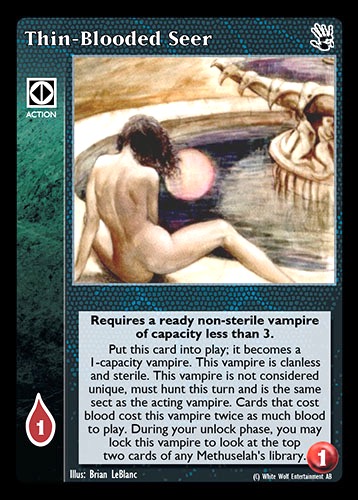 Thin-Blooded Seer
ACTION
Requires a ready non-sterile vampire
of capacity less than 3.
Put this card into play; it becomes a
1-capacity vampire. This vampire is clanless
and sterile. This vampire is not considered
unique, must hunt this turn and is the same
sect as the acting vampire. Cards that cost
blood cost this vampire twice as much blood
to play. During your unlock phase, you may
lock this vampire to look at the top
two cards of any Methuselah's library.
1
1
Illus: Brian LeBlanc
(C) White Wolf Entertainment AB